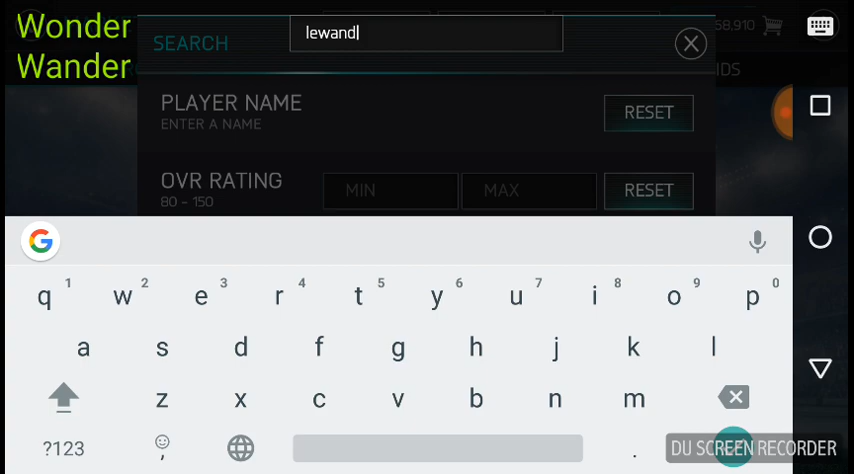 Wonder
Wander
SEARCH
lewand
58,910
IDS
PLAYER NAME
ENTER A NAME
RESET
OVR RATING
80 - 150
MIN
MAX
RESET
G
q 1 w 2 e 3 r 4 t 5 y 6 u 7 i 8 o 9 p 0
a s d f g h j k l
z x c v b n m
?123 , .
DU SCREEN RECORDER